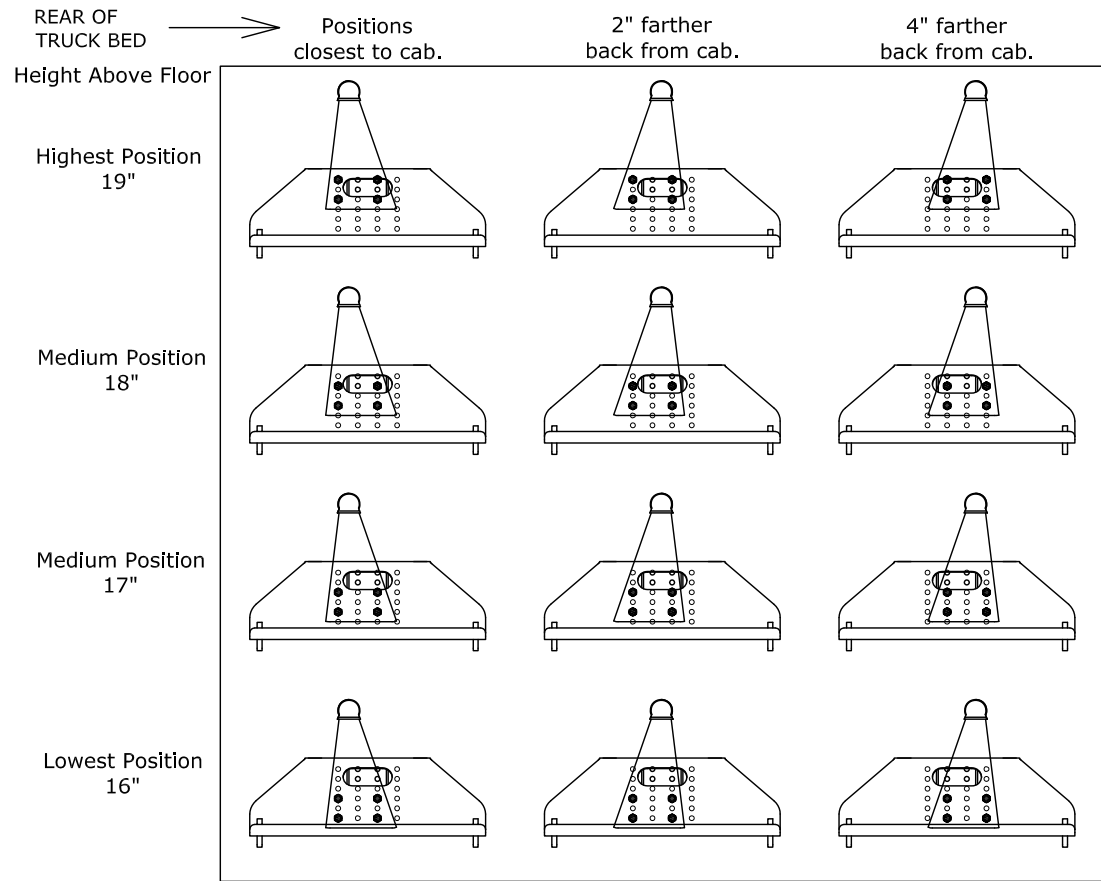 REAR OF
TRUCK BED
Positions
closest to cab.
2" farther
back from cab.
4" farther
back from cab.
Height Above Floor
Highest Position
19"
Medium Position
18"
Medium Position
17"
Lowest Position
16"